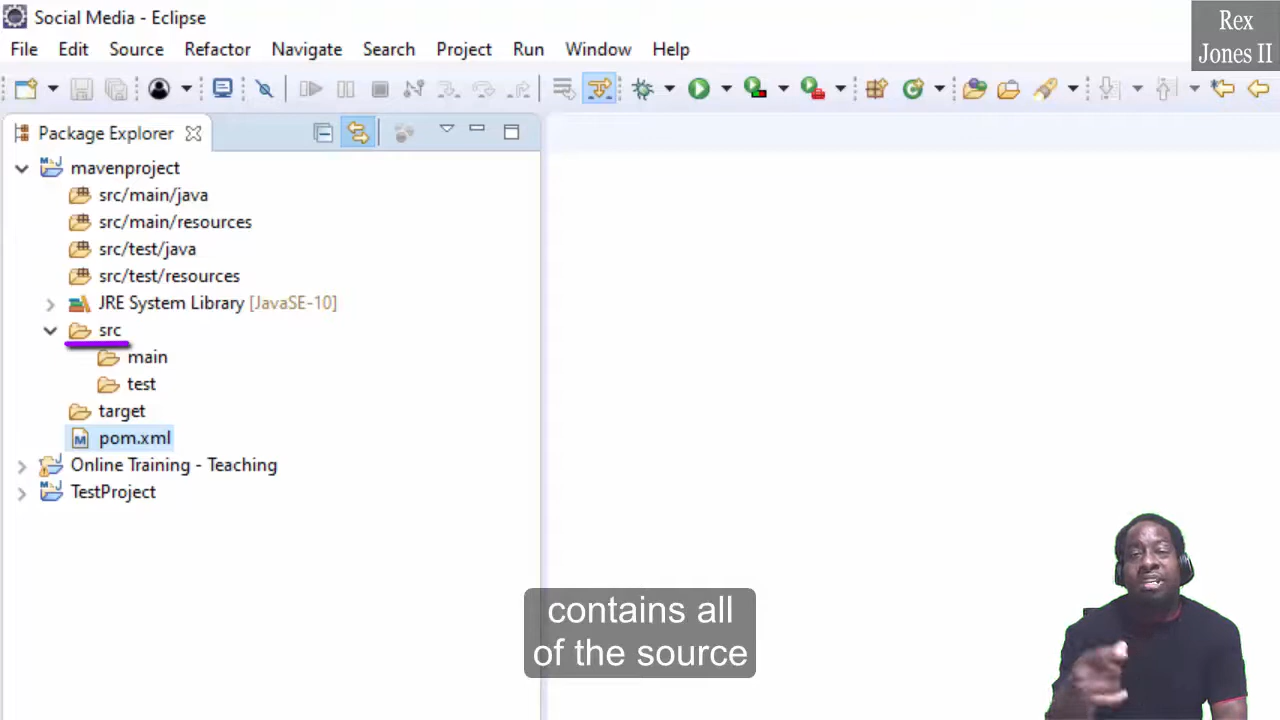 Social Media - Eclipse
Rex
Jones II
File Edit Source Refactor Navigate Search Project Run Window Help
Package Explorer
mavenproject
src/main/java
src/main/resources
src/test/java
src/test/resources
JRE System Library [JavaSE-10]
src
main
test
target
pom.xml
Online Training - Teaching
TestProject
contains all
of the source